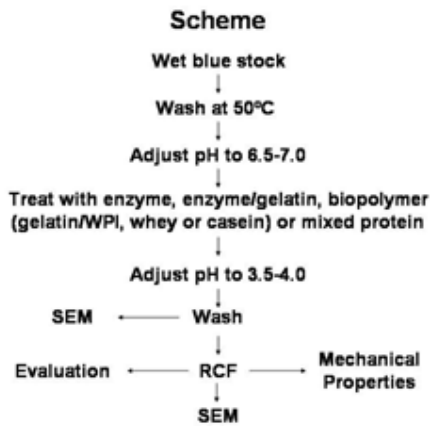 Scheme
Wet blue stock
Wash at 50ºC
Adjust pH to 6.5-7.0
Treat with enzyme, enzyme/gelatin, biopolymer
(gelatin/WPI, whey or casein) or mixed protein
Adjust pH to 3.5-4.0
SEM
Wash
Evaluation
RCF
Mechanical
Properties
SEM